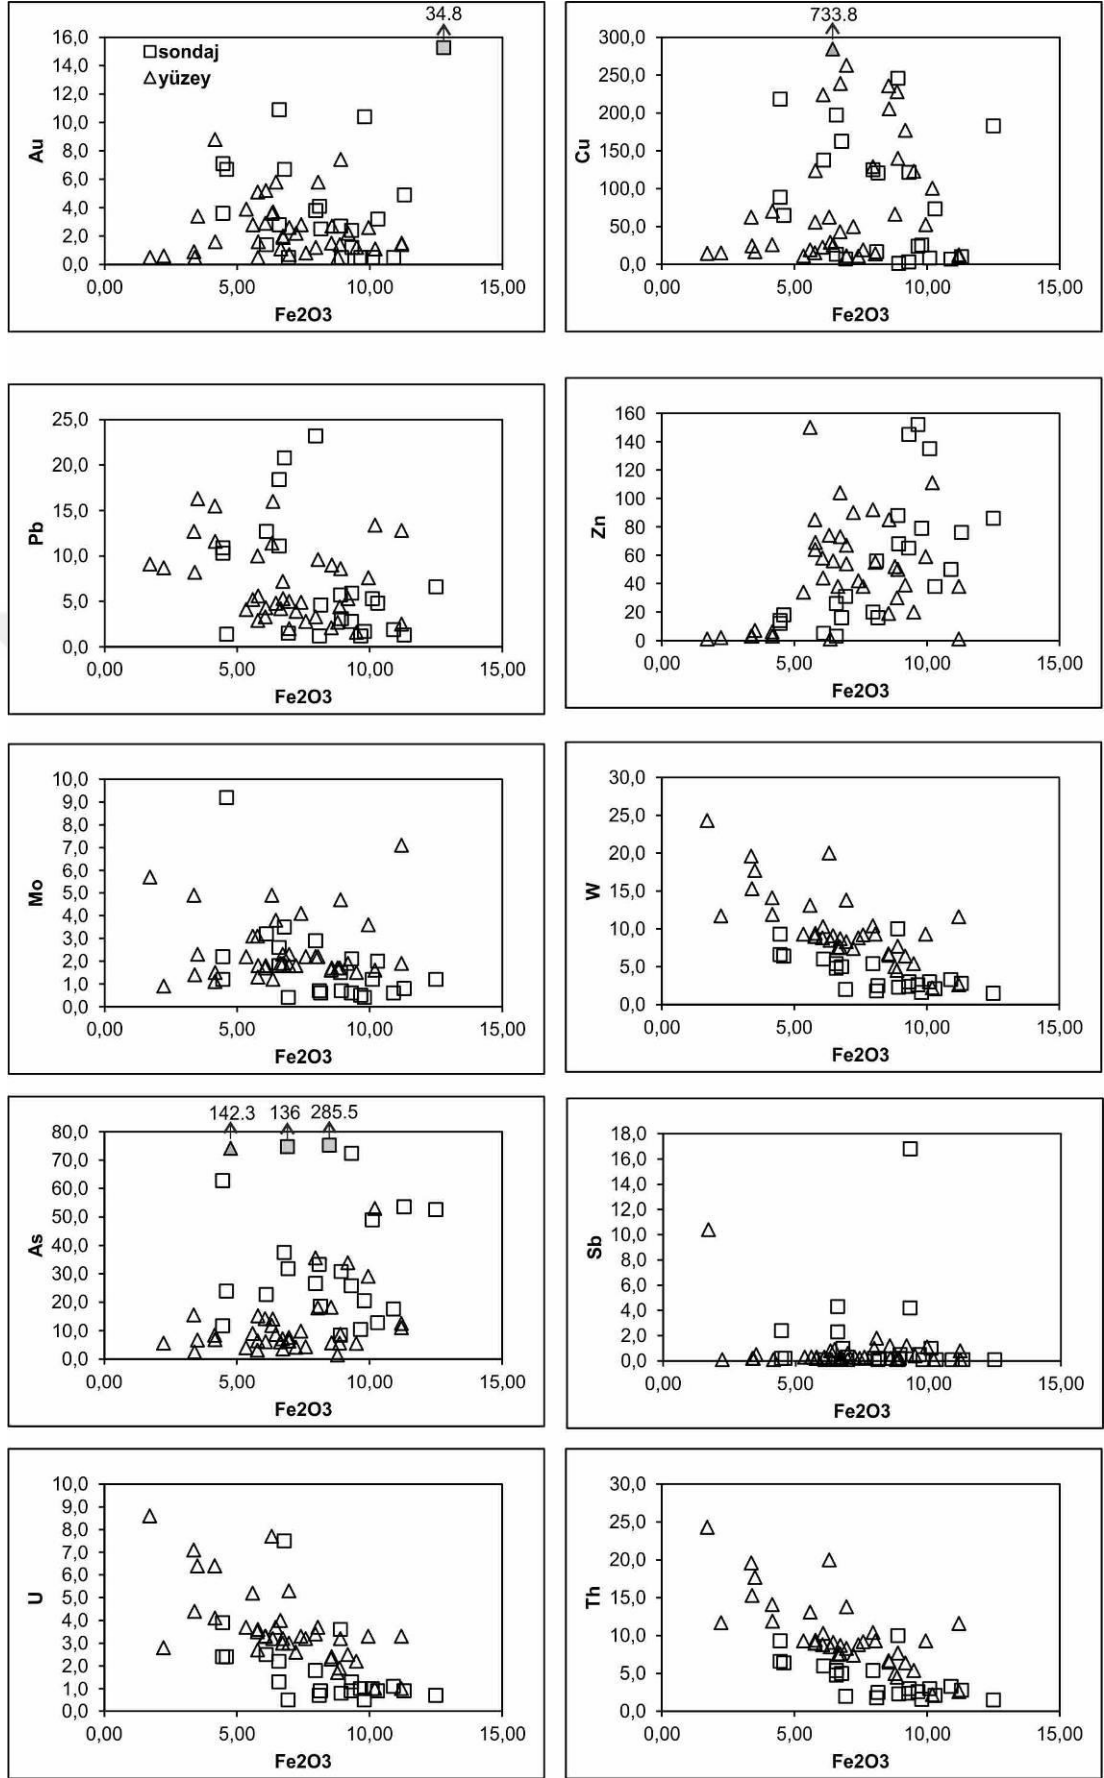 34.8
16,0
14,0
12,0
10,0
8,0
6,0
4,0
2,0
0,0
Au
sondaj
yüzey
0,00 5,00 10,00 15,00
Fe2O3
733.8
300,0
250,0
200,0
150,0
100,0
50,0
0,0
Cu
0,00 5,00 10,00 15,00
Fe2O3
25,0
20,0
15,0
10,0
5,0
0,0
Pb
0,00 5,00 10,00 15,00
Fe2O3
160
140
120
100
80
60
40
20
0
Zn
0,00 5,00 10,00 15,00
Fe2O3
10,0
9,0
8,0
7,0
6,0
5,0
4,0
3,0
2,0
1,0
0,0
Mo
0,00 5,00 10,00 15,00
Fe2O3
30,0
25,0
20,0
15,0
10,0
5,0
0,0
W
0,00 5,00 10,00 15,00
Fe2O3
142.3 136 285.5
80,0
70,0
60,0
50,0
40,0
30,0
20,0
10,0
0,0
As
0,00 5,00 10,00 15,00
Fe2O3
18,0
16,0
14,0
12,0
10,0
8,0
6,0
4,0
2,0
0,0
Sb
0,00 5,00 10,00 15,00
Fe2O3
10,0
9,0
8,0
7,0
6,0
5,0
4,0
3,0
2,0
1,0
0,0
U
0,00 5,00 10,00 15,00
Fe2O3
30,0
25,0
20,0
15,0
10,0
5,0
0,0
Th
0,00 5,00 10,00 15,00
Fe2O3